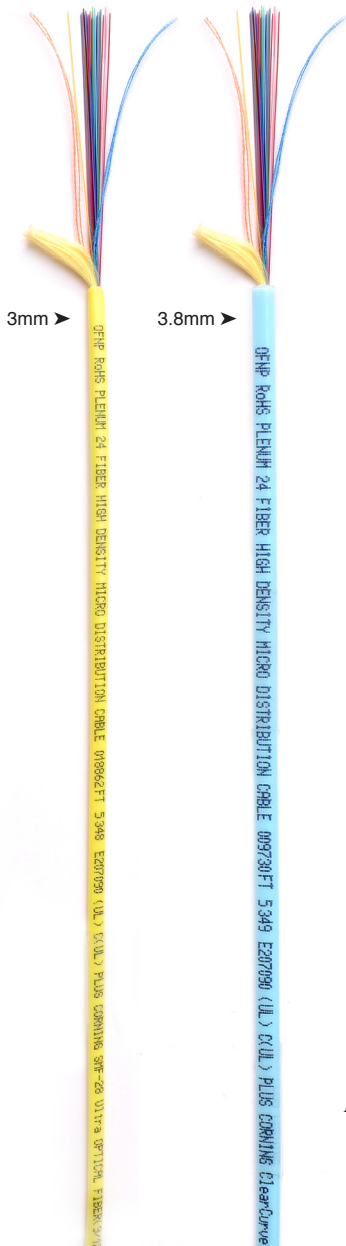 3mm ➤
3.8mm ➤
OFNP RoHS PLENUM 24 FIBER HIGH DENSITY MICRO DISTRIBUTION CABLE 018862FT 5348 E207090 (UL) C(UL) PLUS CORNING SMF-28 Ultra OPTICAL FIBER
OFNP RoHS PLENUM 24 FIBER HIGH DENSITY MICRO DISTRIBUTION CABLE 009730FT 5349 E207090 (UL) C(UL) PLUS CORNING ClearCurve